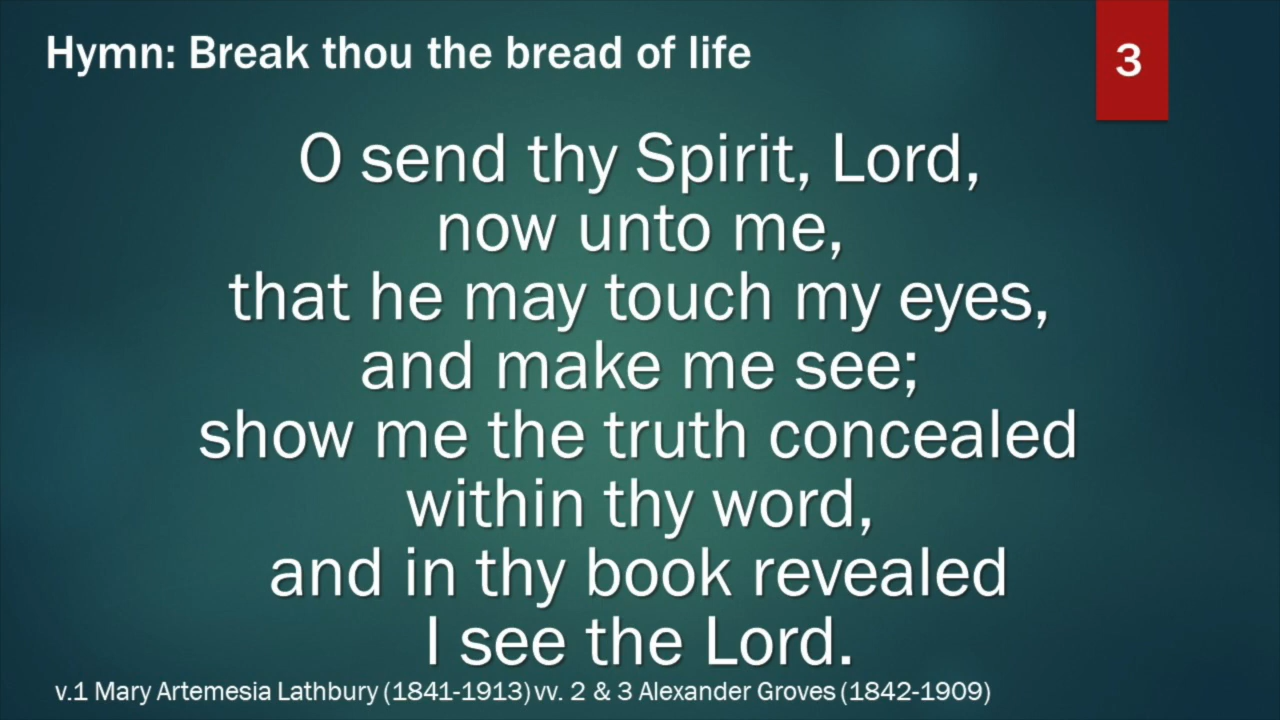 Hymn: Break thou the bread of life
3
O send thy Spirit, Lord,
now unto me,
that he may touch my eyes,
and make me see;
show me the truth concealed
within thy word,
and in thy book revealed
I see the Lord.
v.1 Mary Artemesia Lathbury (1841-1913) vv. 2 & 3 Alexander Groves (1842-1909)